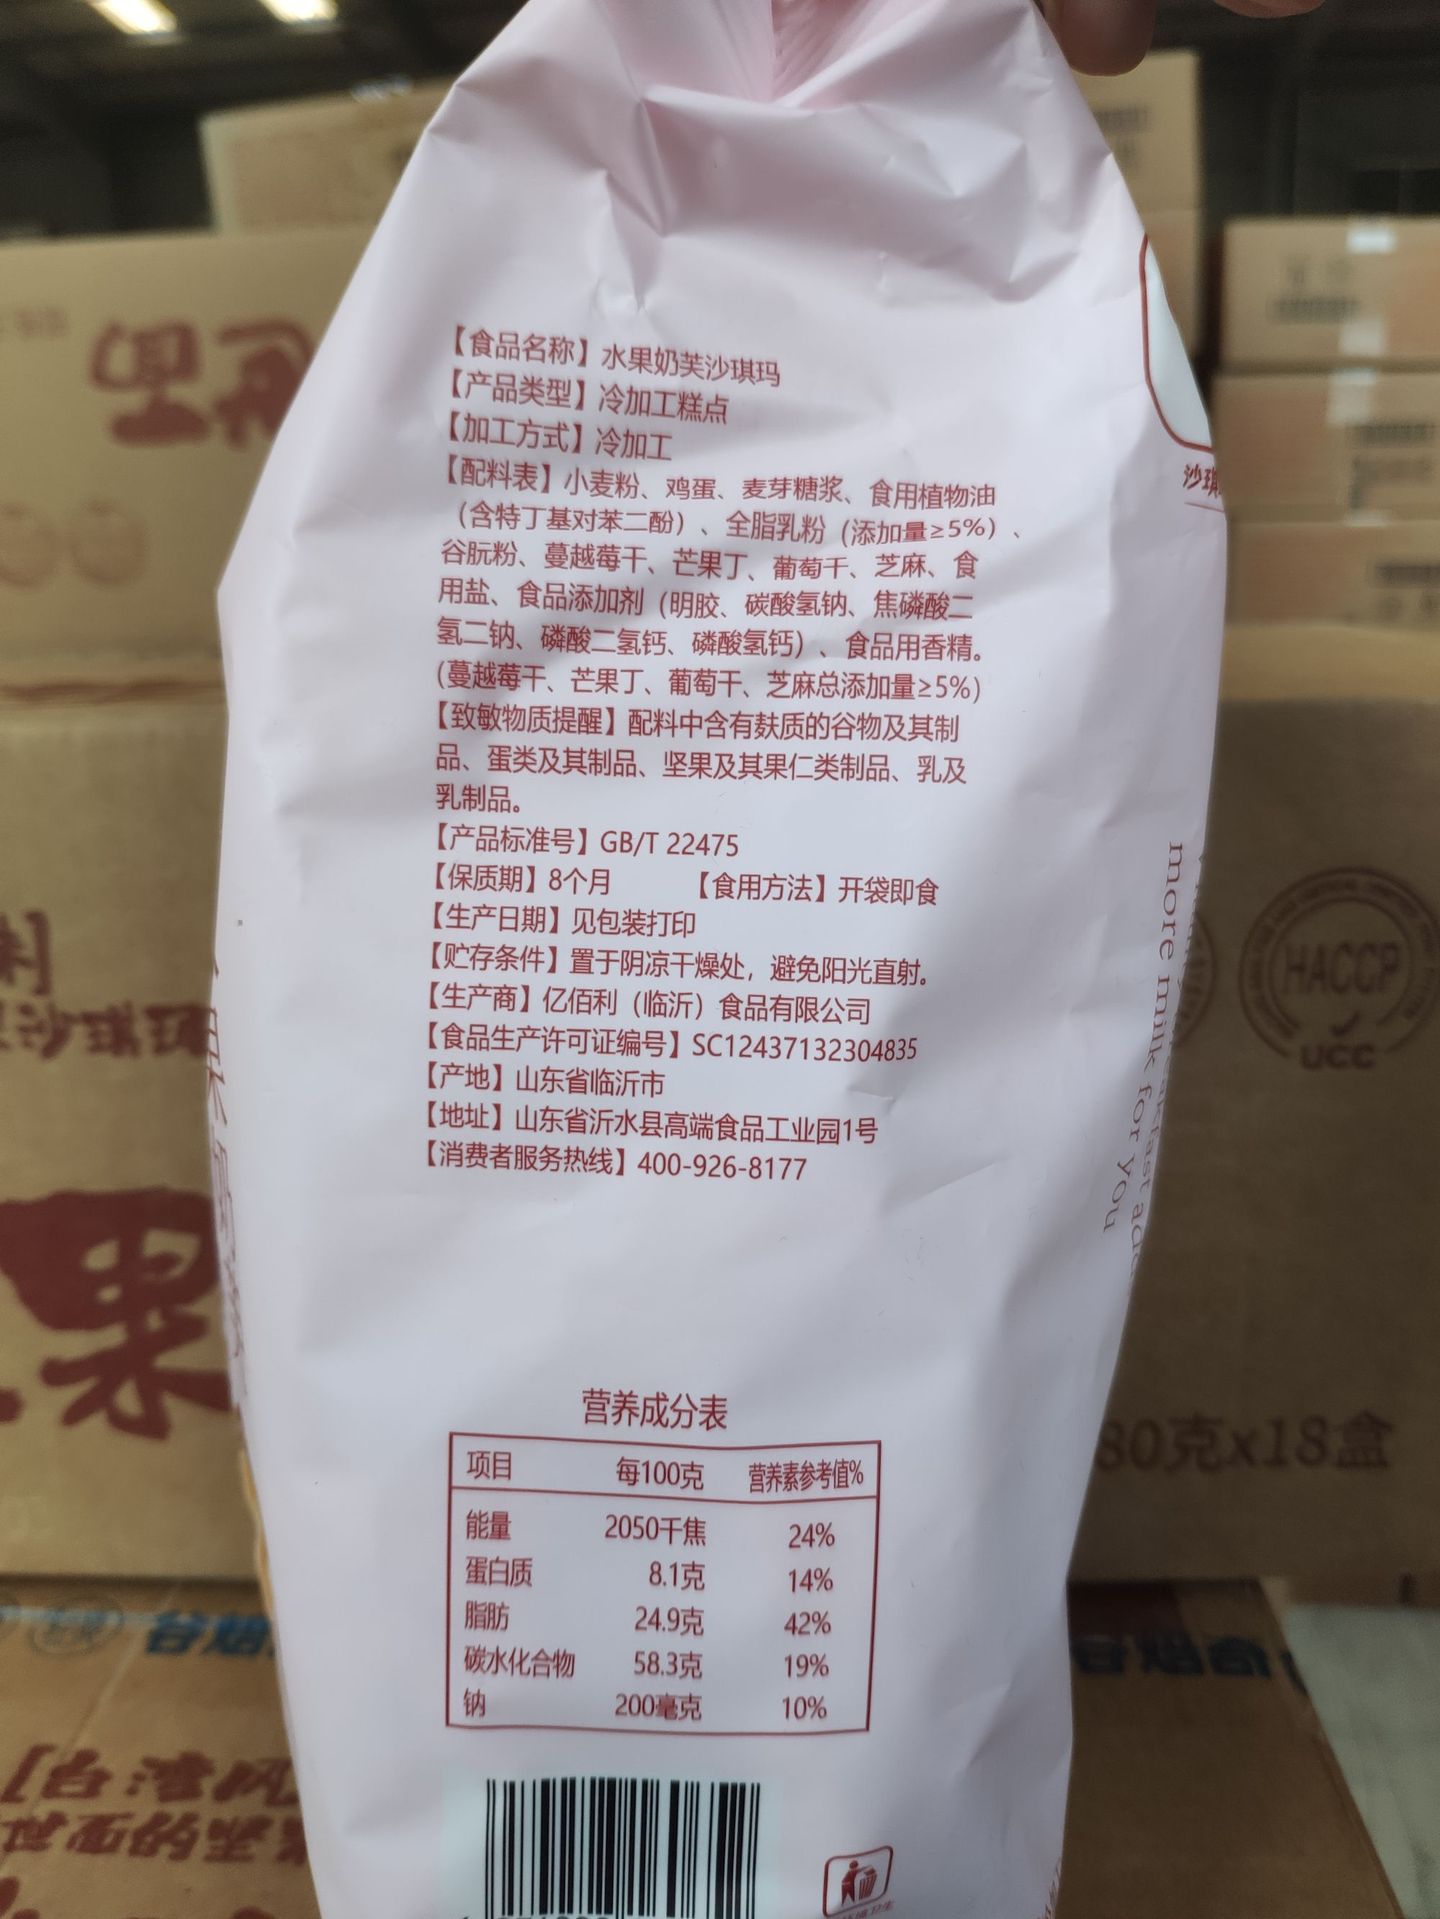 【食品名称】水果奶芙沙琪玛
【产品类型】冷加工糕点
【加工方式】冷加工
【配料表】小麦粉、鸡蛋、麦芽糖浆、食用植物油
（含特丁基对苯二酚）、全脂乳粉（添加量≥5%）、
谷朊粉、蔓越莓干、芒果丁、葡萄干、芝麻、食
用盐、食品添加剂（明胶、碳酸氢钠、焦磷酸二
氢二钠、磷酸二氢钙、磷酸氢钙）、食品用香精。
(蔓越莓干、芒果丁、葡萄干、芝麻总添加量≥5%)
【致敏物质提醒】配料中含有麸质的谷物及其制
品、蛋类及其制品、坚果及其果仁类制品、乳及
乳制品。
【产品标准号】GB/T 22475
【保质期】8个月 【食用方法】开袋即食
【生产日期】见包装打印
【贮存条件】置于阴凉干燥处，避免阳光直射。
【生产商】亿佰利（临沂）食品有限公司
【食品生产许可证编号】SC12437132304835
【产地】山东省临沂市
【地址】山东省沂水县高端食品工业园1号
【消费者服务热线】400-926-8177
营养成分表
项目 每100克 营养素参考值%
能量 2050千焦 24%
蛋白质 8.1克 14%
脂肪 24.9克 42%
碳水化合物 58.3克 19%
钠 200毫克 10%
沙琪
more milk for you
HACCP
UCC
80克x18盒
沙琪玛
果